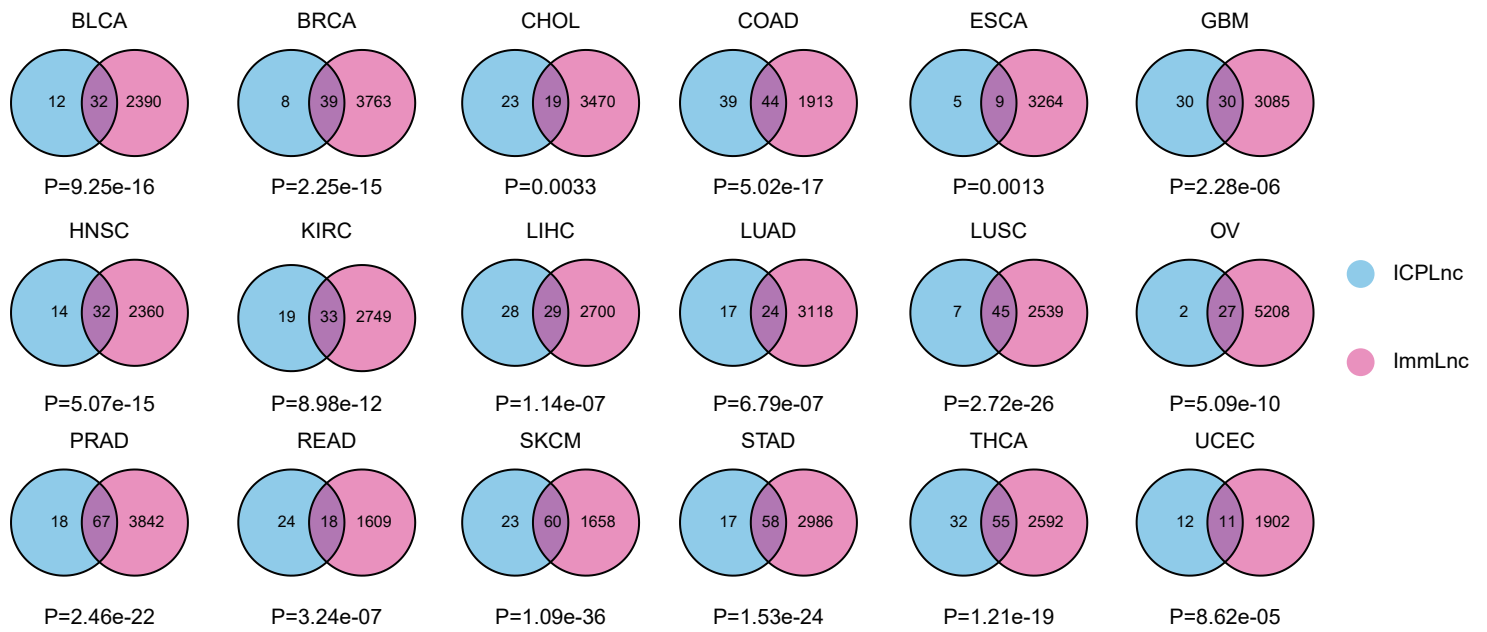 BLCA BRCA CHOL COAD ESCA GBM
12 32 2390 8 39 3763 23 19 3470 39 44 1913 5 9 3264 30 30 3085
P=9.25e-16 P=2.25e-15 P=0.0033 P=5.02e-17 P=0.0013 P=2.28e-06
HNSC KIRC LIHC LUAD LUSC OV
14 32 2360 19 33 2749 28 29 2700 17 24 3118 7 45 2539 2 27 5208
P=5.07e-15 P=8.98e-12 P=1.14e-07 P=6.79e-07 P=2.72e-26 P=5.09e-10
PRAD READ SKCM STAD THCA UCEC
18 67 3842 24 18 1609 23 60 1658 17 58 2986 32 55 2592 12 11 1902
P=2.46e-22 P=3.24e-07 P=1.09e-36 P=1.53e-24 P=1.21e-19 P=8.62e-05
ICPLnc
ImmLnc